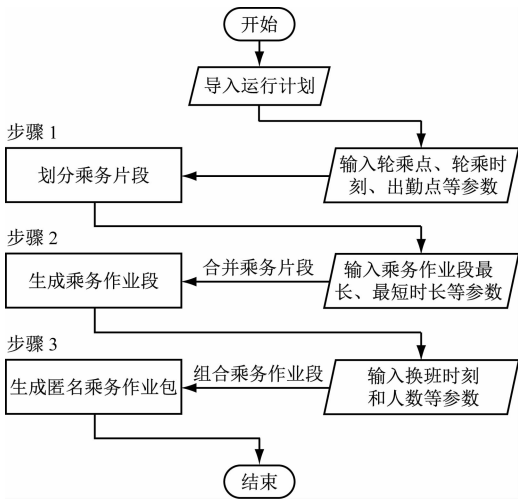 开始
导入运行计划
步骤1
输入轮乘点、轮乘时
刻、出勤点等参数
划分乘务片段
步骤2
生成乘务作业段
合并乘务片段
输入乘务作业段最
长、最短时长等参数
步骤3
生成匿名乘务作业包
组合乘务作业段
输入换班时刻
和人数等参数
结束